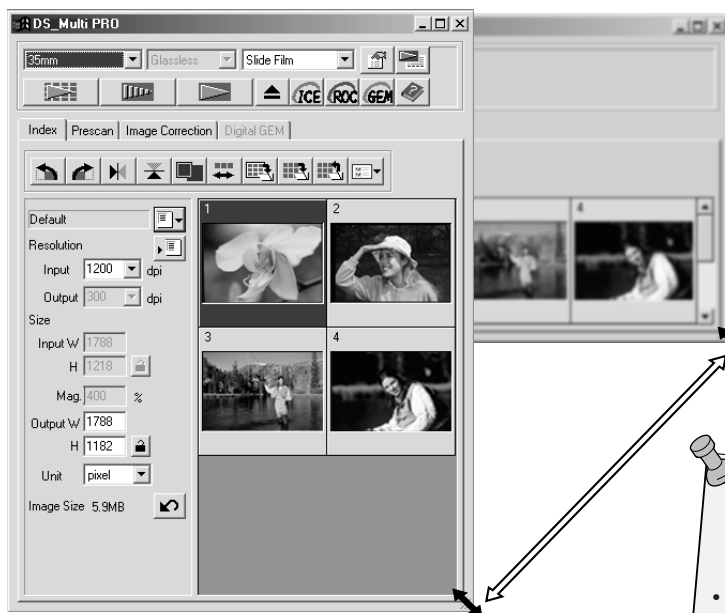 DS_Multi PRO
35mm Glassless Slide Film
ICE ROC GEM
Index Prescan Image Correction Digital GEM
Default
Resolution
Input 1200 dpi
Output 300 dpi
Size
Input W 1788
H 1218
Mag. 400 %
Output W 1788
H 1182
Unit pixel
Image Size 5.9MB
1 2
3 4
4